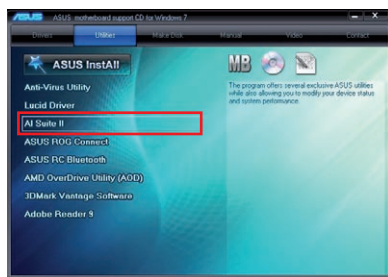 ASUS ASUS motherboard support CD for Windows 7
Drivers Utilities Make Disk Manual Video Contact
ASUS InstAll
Anti-Virus Utility
Lucid Driver
AI Suite II
ASUS ROG Connect
ASUS RC Bluetooth
AMD OverDrive Utility (AOD)
3DMark Vantage Software
Adobe Reader 9
MB
The program offers several exclusive ASUS utilities
while also allowing you to modify your device status
and system performance.